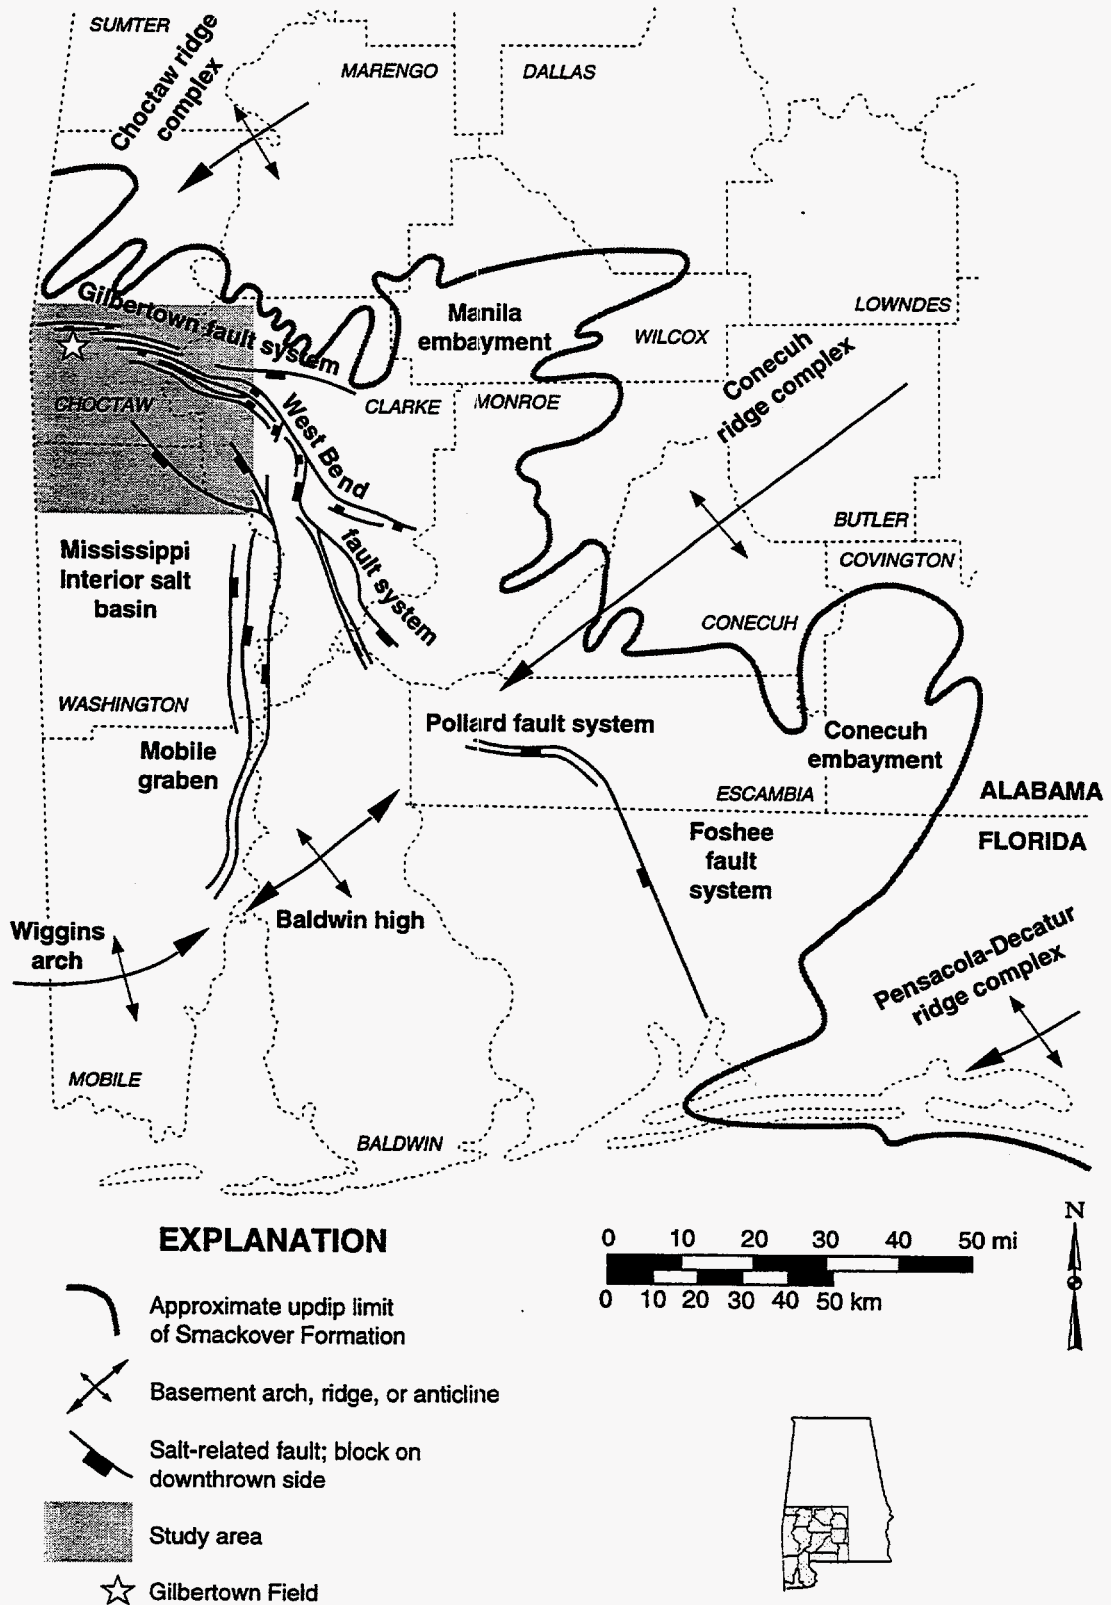 SUMTER
Choctaw ridge
complex
MARENGO
DALLAS
LOWNDES
Gilbertown fault system
Manila
embayment
WILCOX
Conecuh
ridge complex
CHOCTAW
CLARKE
MONROE
West Bend
fault system
BUTLER
COVINGTON
Mississippi
Interior salt
basin
CONECUH
WASHINGTON
Pollard fault system
Conecuh
embayment
Mobile
graben
ESCAMBIA
ALABAMA
FLORIDA
Foshee
fault
system
Baldwin high
Wiggins
arch
Pensacola-Decatur
ridge complex
MOBILE
BALDWIN
EXPLANATION
Approximate updip limit
of Smackover Formation
Basement arch, ridge, or anticline
Salt-related fault; block on
downthrown side
Study area
Gilbertown Field
0 10 20 30 40 50 mi
0 10 20 30 40 50 km
N